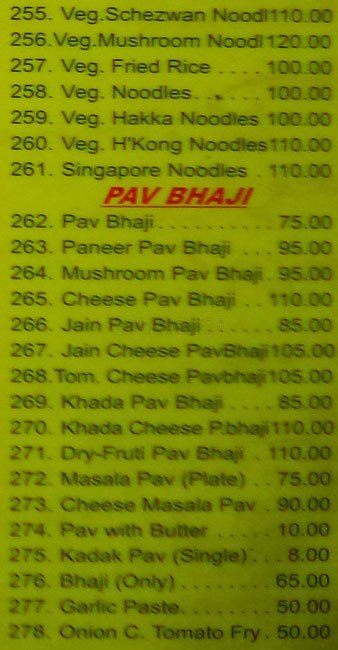 255. Veg.Schezwan Noodl110.00
256.Veg.Mushroom Noodl120.00
257. Veg. Fried Rice .... 100.00
258. Veg. Noodles....... 100.00
259. Veg. Hakka Noodles 100.00
260. Veg. H'Kong Noodles110.00
261. Singapore Noodles . 110.00
PAV BHAJI
262. Pav Bhaji.......... 75.00
263. Paneer Pav Bhaji ... 95.00
264. Mushroom Pav Bhaji. 95.00
265. Cheese Pav Bhaji .. 110.00
266. Jain Pav Bhaji...... 85.00
267. Jain Cheese PavBhaji105.00
268.Tom. Cheese Pavbhaji105.00
269. Khada Pav Bhaji .... 85.00
270. Khada Cheese P.bhaji110.00
271. Dry-Fruti Pav Bhaji . 110.00
272. Masala Pav (Plate) .. 75.00
273. Cheese Masala Pav . 90.00
274. Pav with Butter ..... 10.00
275. Kadak Pav (Single)... 8.00
276. Bhaji (Only)........ 65.00
277. Garlic Paste........ 50.00
278. Onion C. Tomato Fry . 50.00